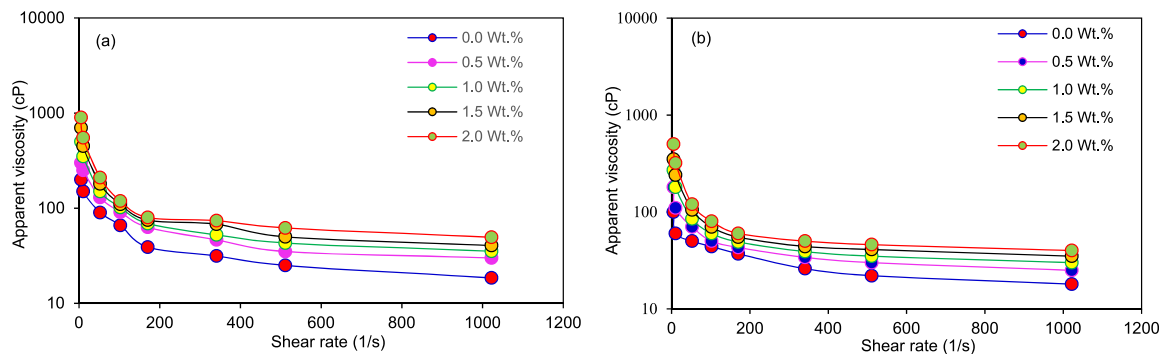 (a)
Apparent viscosity (cP)
10000
1000
100
10
0 200 400 600 800 1000 1200
Shear rate (1/s)
0.0 Wt.%
0.5 Wt.%
1.0 Wt.%
1.5 Wt.%
2.0 Wt.%
(b)
Apparent viscosity (cP)
10000
1000
100
10
0 200 400 600 800 1000 1200
Shear rate (1/s)
0.0 Wt.%
0.5 Wt.%
1.0 Wt.%
1.5 Wt.%
2.0 Wt.%